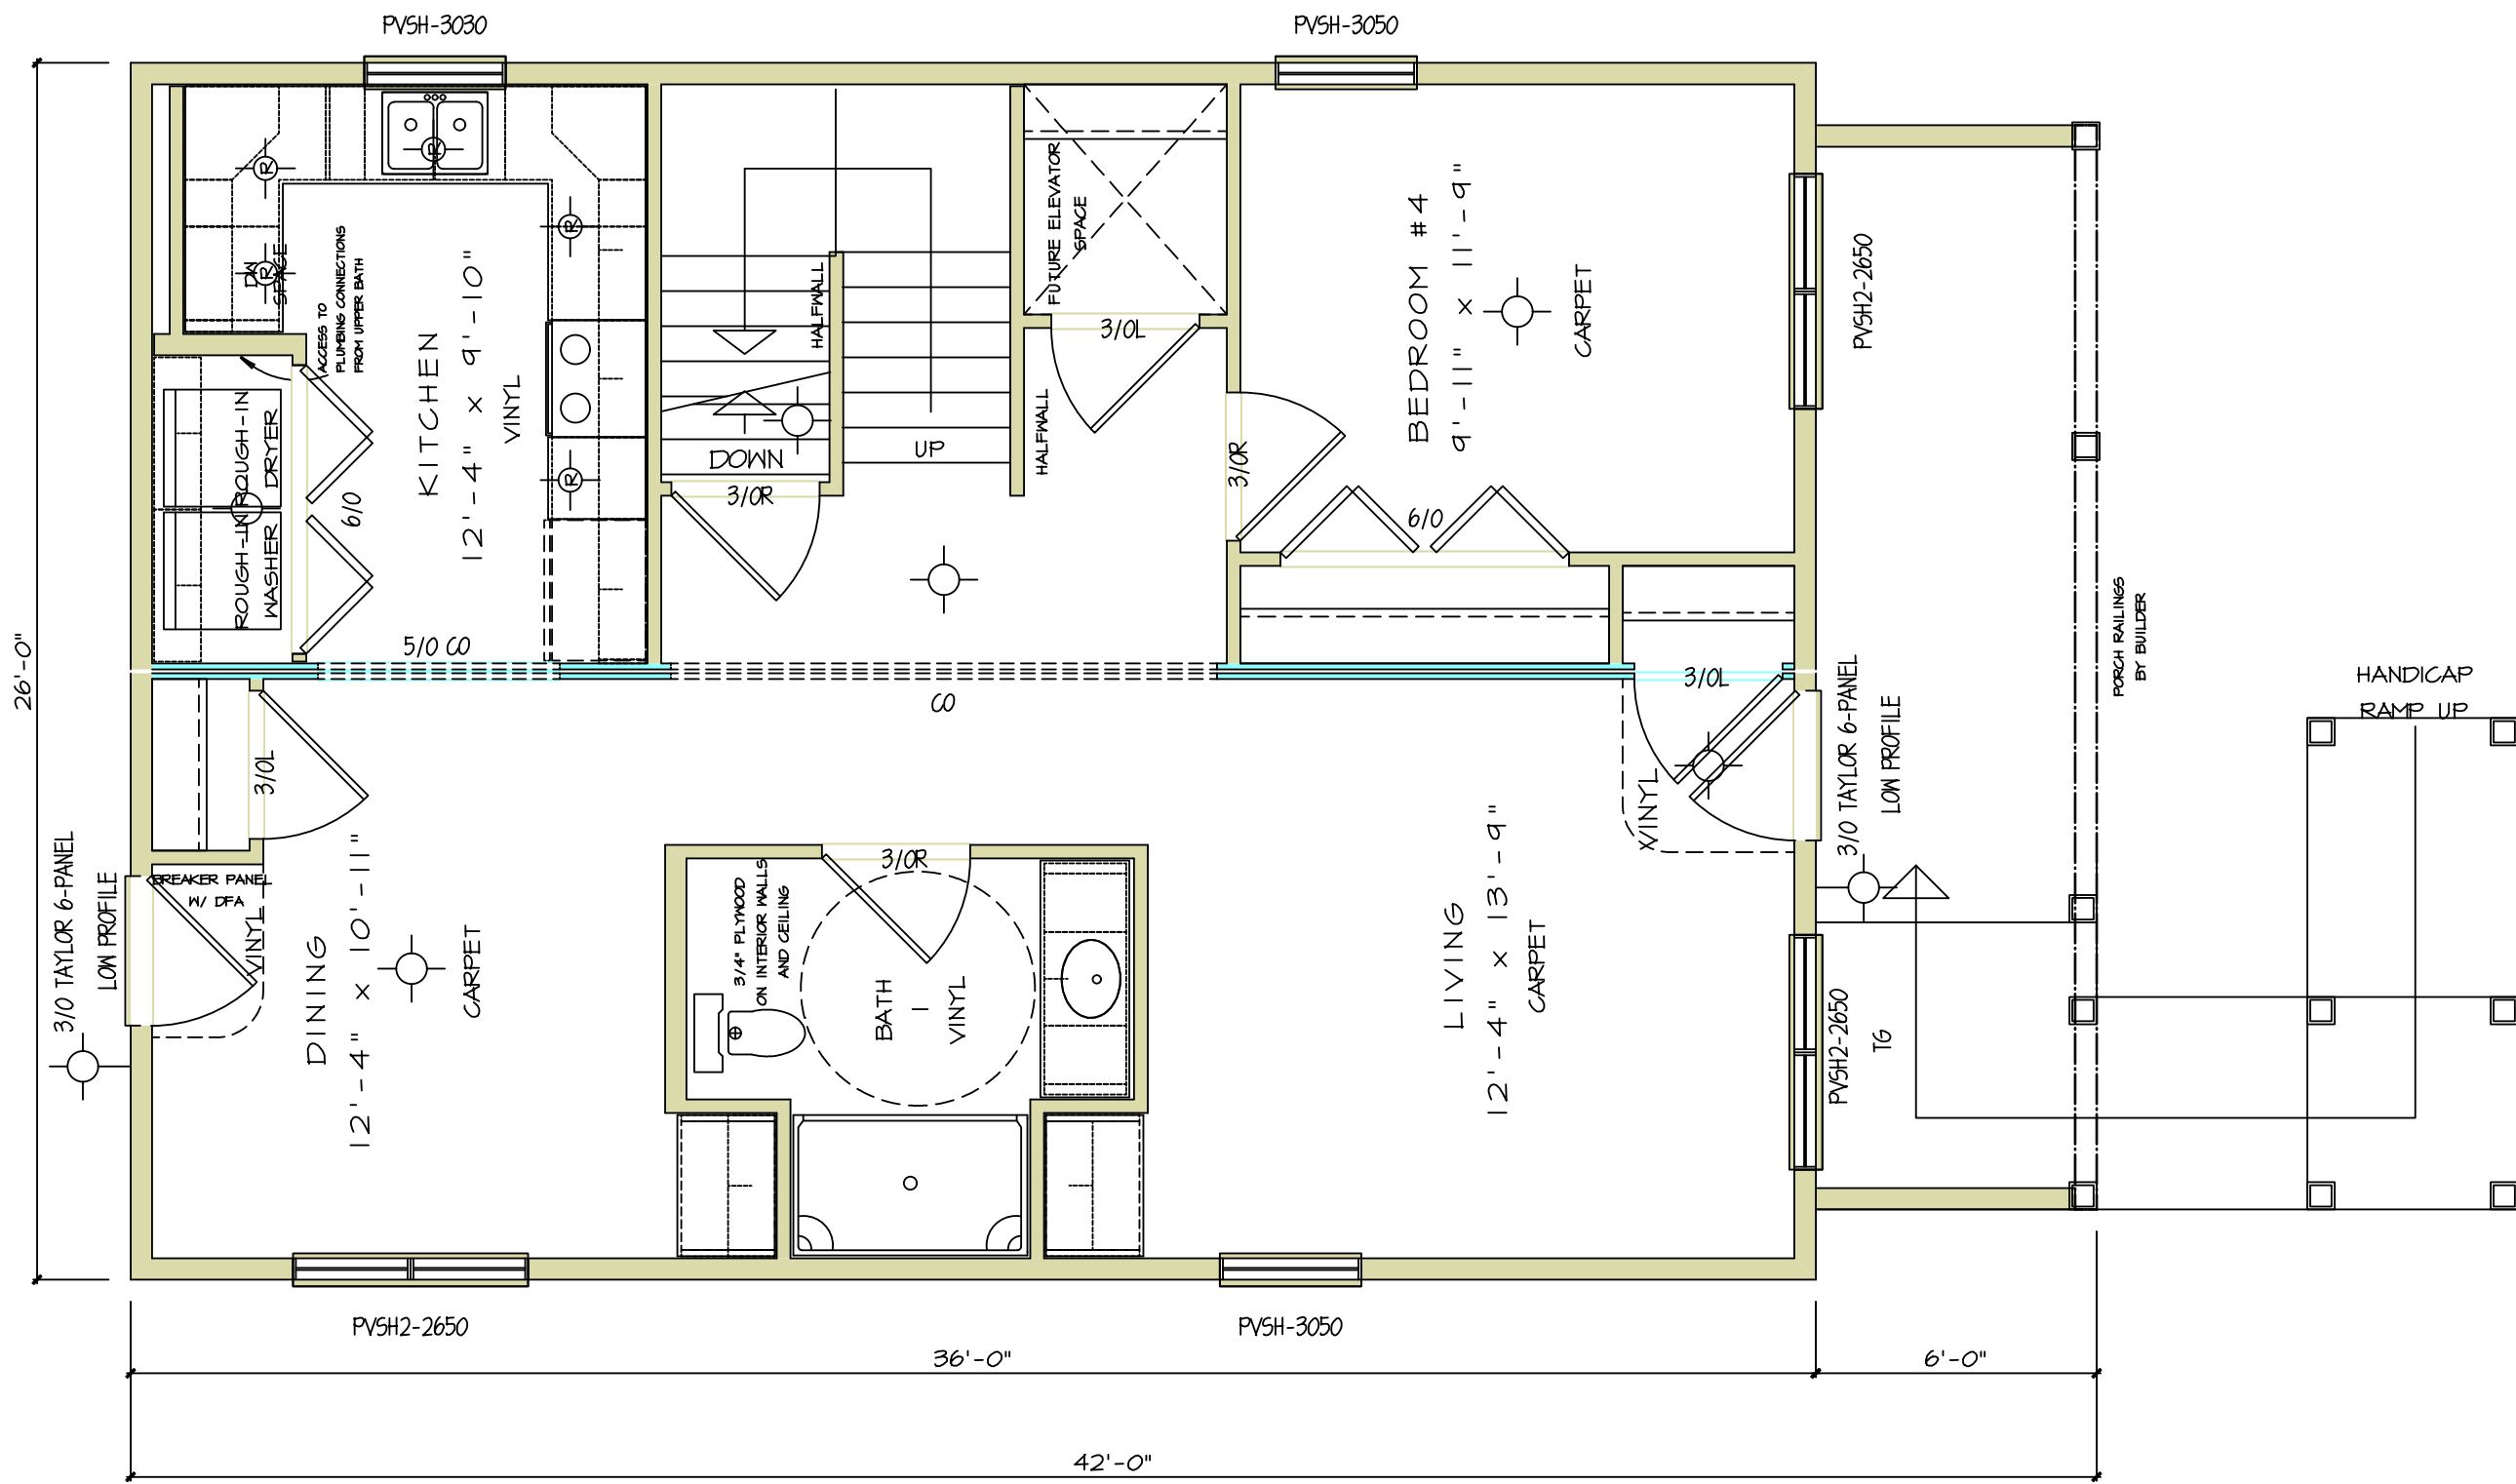 PVSH-3030
PVSH-3050
FUTURE ELEVATOR
SPACE
BEDROOM #4
9'-11" x 11'-9"
CARPET
PVSH2-2650
DW
SPACE
R
R
R
R
R
ACCESS TO
PLUMBING CONNECTIONS
FROM UPPER BATH
KITCHEN
12'-4" x 9'-10"
VINYL
HALFWALL
HALFWALL
3/0L
DOWN
UP
3/0R
3/0R
6/0
ROUGH-IN
DRYER
ROUGH-IN
WASHER
6/0
5/0 CO
CO
3/0L
26'-0"
PORCH RAILINGS
BY BUILDER
HANDICAP
RAMP UP
3/0 TAYLOR 6-PANEL
LOW PROFILE
VINYL
3/0L
3/0 TAYLOR 6-PANEL
LOW PROFILE
BREAKER PANEL
W/ DFA
VINYL
DINING
12'-4" x 10'-11"
CARPET
3/0R
3/4" PLYWOOD
ON INTERIOR WALLS
AND CEILING
BATH
1
VINYL
LIVING
12'-4" x 13'-9"
CARPET
PVSH2-2650
TG
PVSH2-2650
PVSH-3050
36'-0"
6'-0"
42'-0"